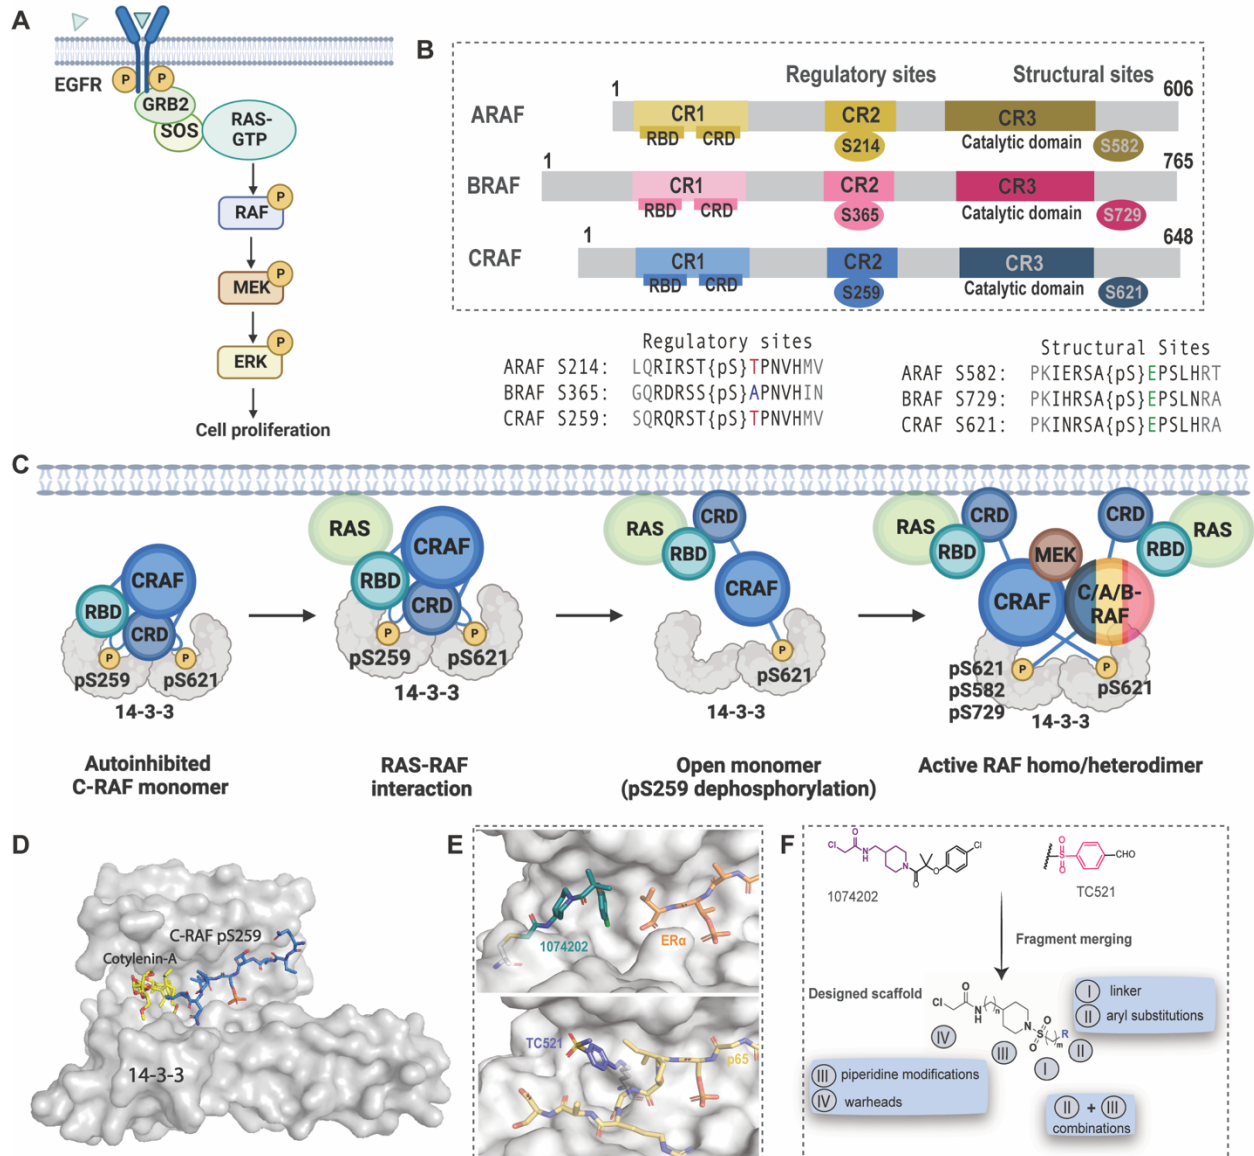 A
EGFR
P
P
GRB2
SOS
RAS-
GTP
RAF
P
MEK
P
ERK
P
Cell proliferation
B
Regulatory sites
Structural sites
1
606
ARAF
CR1
CR2
CR3
RBD
CRD
S214
Catalytic domain
S582
1
765
BRAF
CR1
CR2
CR3
RBD
CRD
S365
Catalytic domain
S729
1
648
CRAF
CR1
CR2
CR3
RBD
CRD
S259
Catalytic domain
S621
Regulatory sites
ARAF S214: LQRIRST{pS}TPNVHMV
BRAF S365: GQRDRSS{pS}APNVHIN
CRAF S259: SQRQRST{pS}TPNVHMV
Structural Sites
ARAF S582: PKIERSA{pS}EPSLHRT
BRAF S729: PKIHRSA{pS}EPSLNRA
CRAF S621: PKINRSA{pS}EPSLHRA
C
CRAF
RBD
CRD
P
P
pS259
pS621
14-3-3
Autoinhibited
C-RAF monomer
RAS
CRAF
RBD
CRD
P
P
pS259
pS621
14-3-3
RAS-RAF
interaction
RAS
CRD
RBD
CRAF
P
pS621
14-3-3
Open monomer
(pS259 dephosphorylation)
RAS
CRD
RBD
MEK
CRD
RBD
RAS
CRAF
C/A/B-
RAF
P
P
pS621
pS582
pS729
pS621
14-3-3
Active RAF homo/heterodimer
D
C-RAF pS259
Cotylenin-A
14-3-3
E
1074202
ERα
TC521
p65
F
Cl
O
N
H
N
O
O
Cl
1074202
O
S
O
CHO
TC521
Fragment merging
Designed scaffold
Cl
O
N
H
n
N
O
S
O
m
R
I linker
II aryl substitutions
IV
III
I
II
III piperidine modifications
IV warheads
II + III
combinations